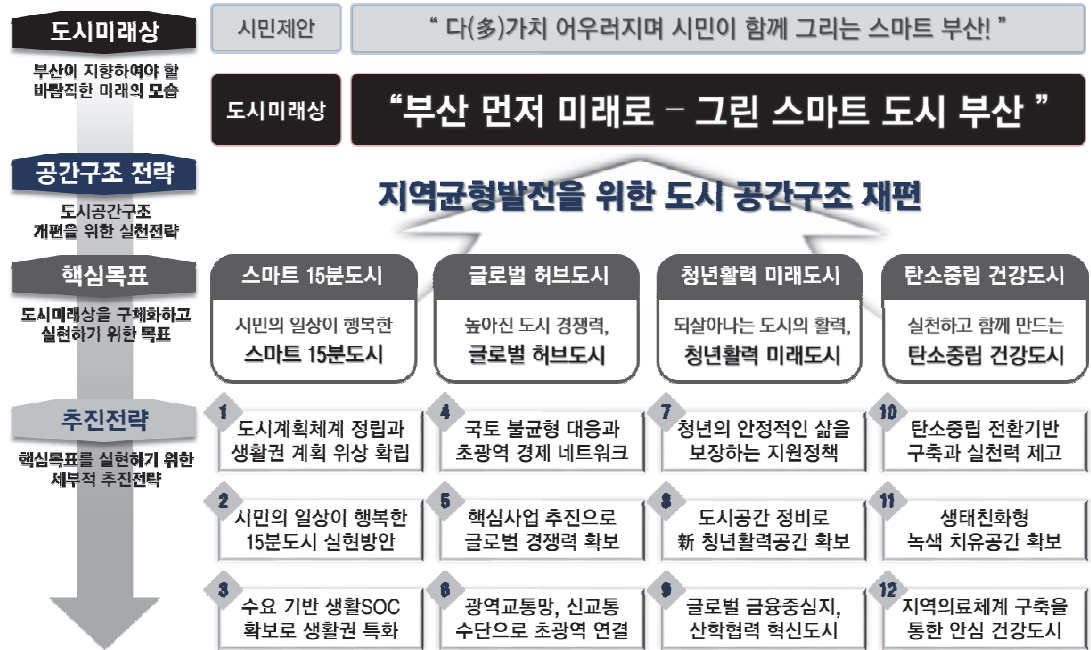 도시미래상
부산이 지향하여야 할
바람직한 미래의 모습
시민제안
“ 다(多)가치 어우러지며 시민이 함께 그리는 스마트 부산! ”
도시미래상
“부산 먼저 미래로 – 그린 스마트 도시 부산 ”
공간구조 전략
도시공간구조
개편을 위한 실천전략
지역균형발전을 위한 도시 공간구조 재편
핵심목표
도시미래상을 구체화하고
실현하기 위한 목표
스마트 15분도시
시민의 일상이 행복한
스마트 15분도시
글로벌 허브도시
높아진 도시 경쟁력,
글로벌 허브도시
청년활력 미래도시
되살아나는 도시의 활력,
청년활력 미래도시
탄소중립 건강도시
실천하고 함께 만드는
탄소중립 건강도시
추진전략
핵심목표를 실현하기 위한
세부적 추진전략
1
도시계획체계 정립과
생활권 계획 위상 확립
4
국토 불균형 대응과
초광역 경제 네트워크
7
청년의 안정적인 삶을
보장하는 지원정책
10
탄소중립 전환기반
구축과 실천력 제고
2
시민의 일상이 행복한
15분도시 실현방안
5
핵심사업 추진으로
글로벌 경쟁력 확보
8
도시공간 정비로
新 청년활력공간 확보
11
생태친화형
녹색 치유공간 확보
3
수요 기반 생활SOC
확보로 생활권 특화
6
광역교통망, 신교통
수단으로 초광역 연결
9
글로벌 금융중심지,
산학협력 혁신도시
12
지역의료체계 구축을
통한 안심 건강도시